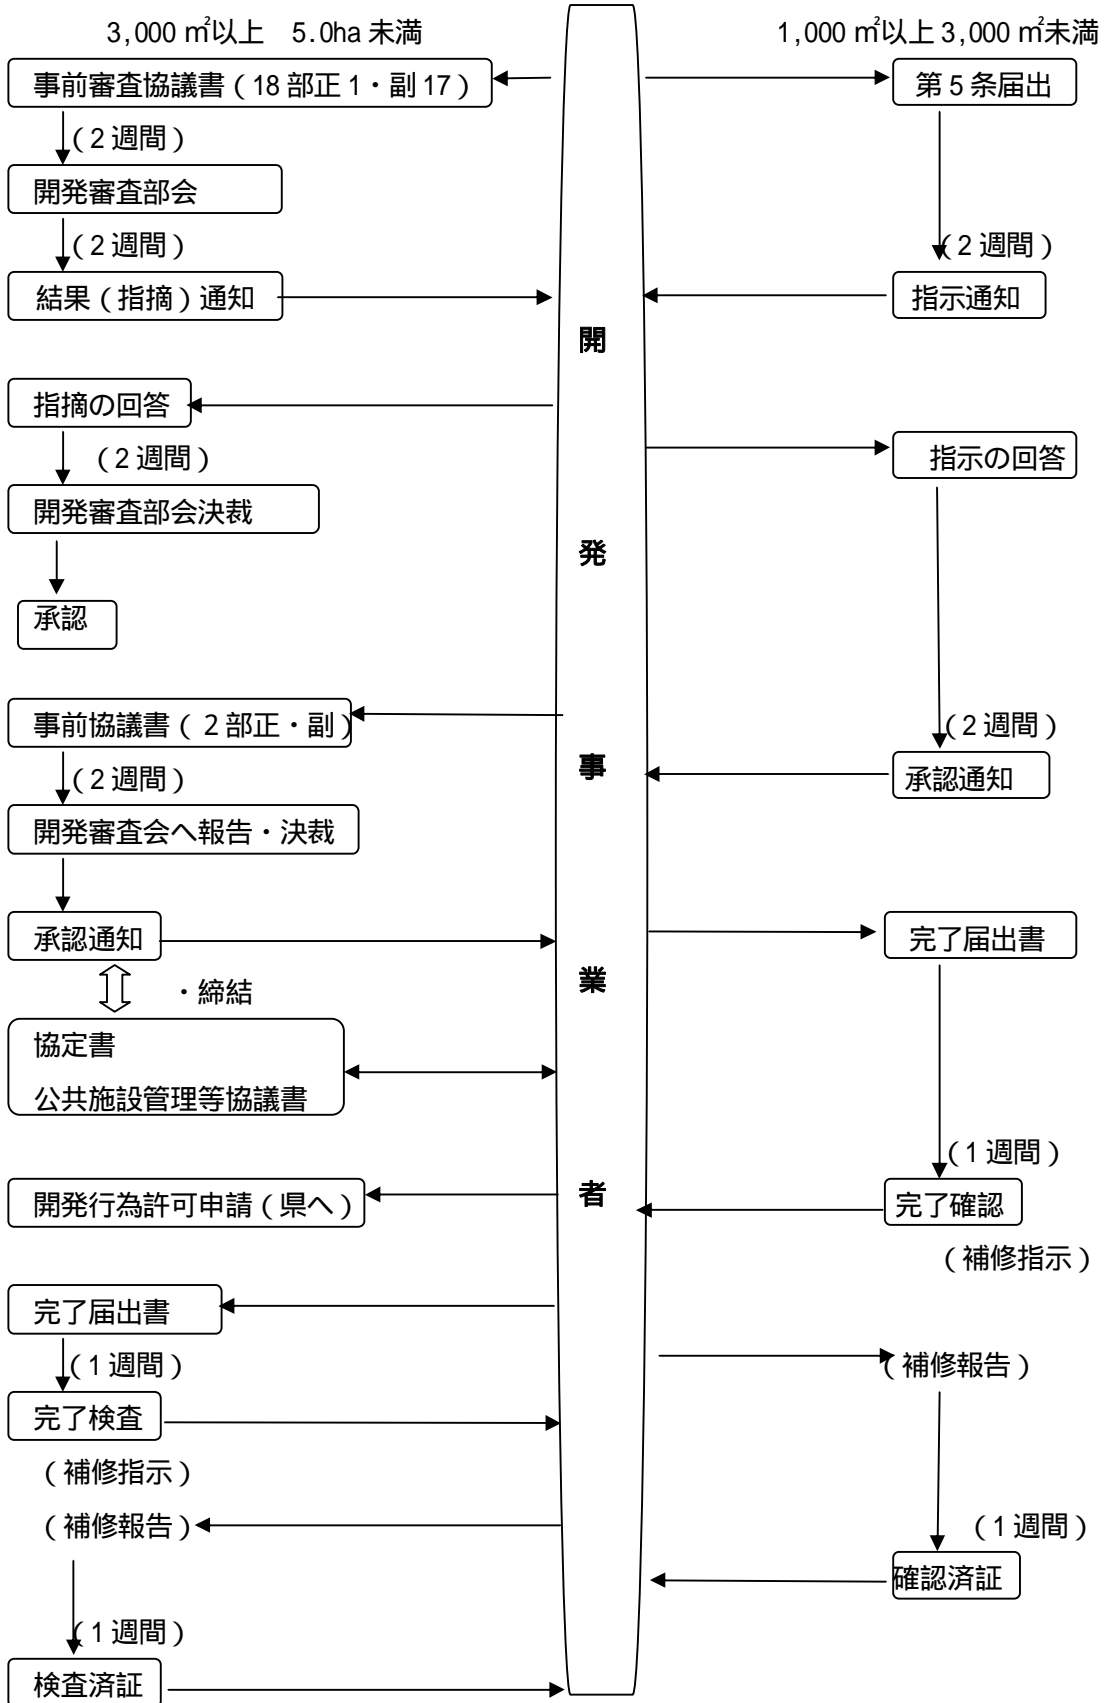 3,000 ㎡以上　5.0ha 未満
事前審査協議書（18 部正 1・副 17）
（2 週間）
開発審査部会
（2 週間）
結果（指摘）通知
指摘の回答
（2 週間）
開発審査部会決裁
承認
事前協議書（ 2 部正・副）
（2 週間）
開発審査会へ報告・決裁
承認通知
・締結
協定書
公共施設管理等協議書
開発行為許可申請（県へ）
完了届出書
（1 週間）
完了検査
（補修指示）
（補修報告）
（1 週間）
検査済証
開
発
事
業
者
1,000 ㎡以上 3,000 ㎡未満
第 5 条届出
（2 週間）
指示通知
指示の回答
（2 週間）
承認通知
完了届出書
（1 週間）
完了確認
（補修指示）
（補修報告）
（1 週間）
確認済証